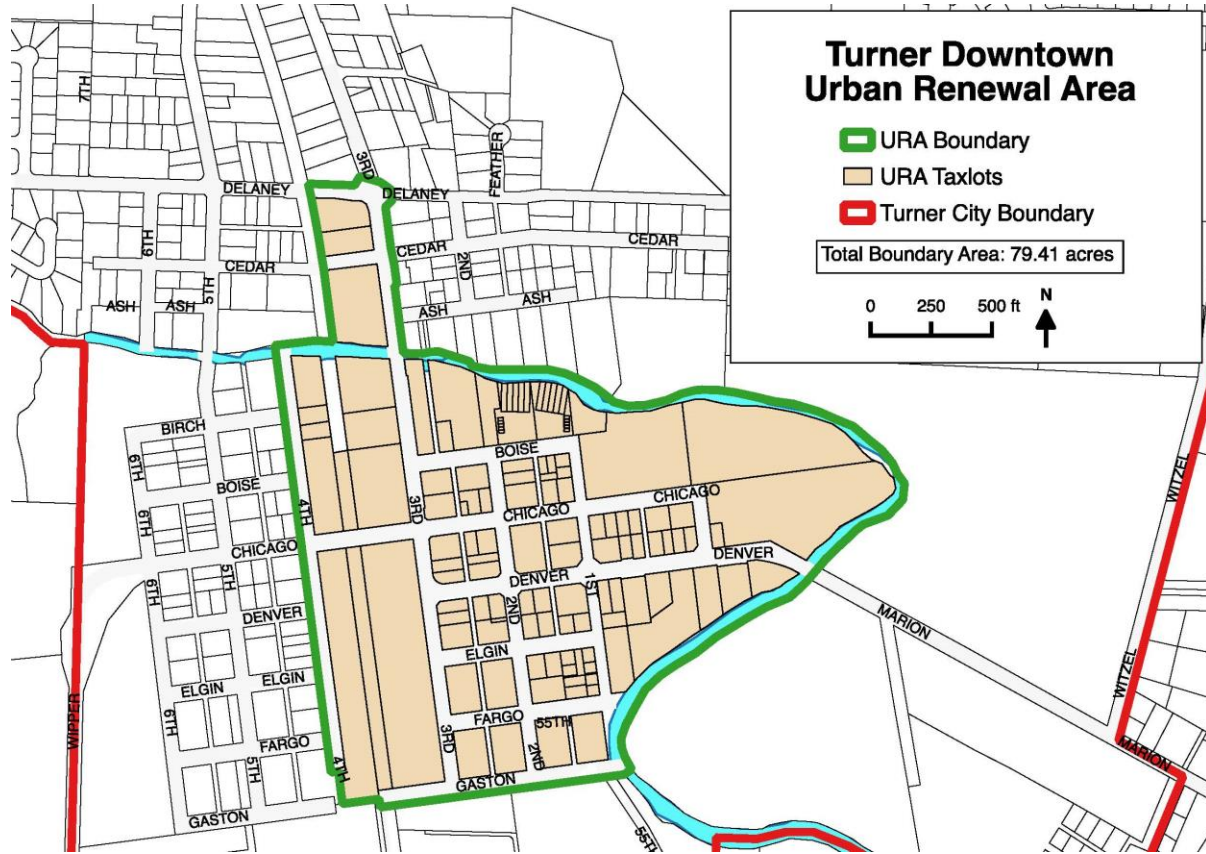 Turner Downtown
Urban Renewal Area
URA Boundary
URA Taxlots
Turner City Boundary
Total Boundary Area: 79.41 acres
0 250 500 ft N
7TH
3RD
FEATHER
DELANEY
DELANEY
6TH
5TH
CEDAR
CEDAR
2ND
CEDAR
ASH
ASH
ASH
ASH
BIRCH
6TH
BOISE
BOISE
4TH
3RD
CHICAGO
CHICAGO
6TH
CHICAGO
WITZEL
6TH
5TH
DENVER
DENVER
1ST
2ND
DENVER
MARION
ELGIN
ELGIN
ELGIN
WITZEL
WIPPER
6TH
FARGO
FARGO
55TH
3RD
2ND
MARION
5TH
4TH
GASTON
GASTON
55TH